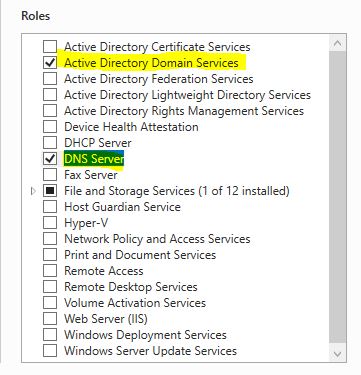 Roles
Active Directory Certificate Services
Active Directory Domain Services
Active Directory Federation Services
Active Directory Lightweight Directory Services
Active Directory Rights Management Services
Device Health Attestation
DHCP Server
DNS Server
Fax Server
File and Storage Services (1 of 12 installed)
Host Guardian Service
Hyper-V
Network Policy and Access Services
Print and Document Services
Remote Access
Remote Desktop Services
Volume Activation Services
Web Server (IIS)
Windows Deployment Services
Windows Server Update Services